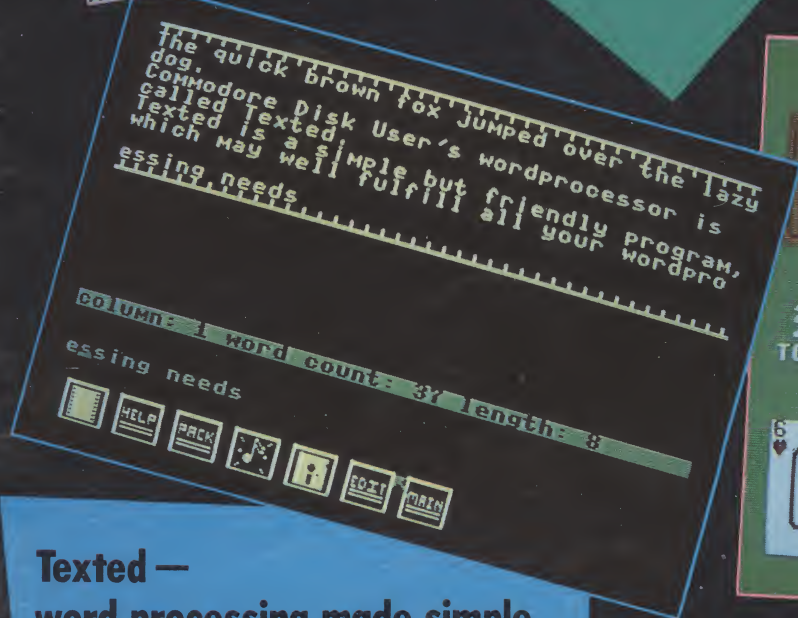 The quick brown fox jumped over the lazy
dog.
Commodore Disk User's wordprocessor is
called Texted.
Texted is a simple but friendly program,
which may well fulfill all your wordpro
essing needs
column: 1 word count: 37 length: 8
essing needs
HELP
PACK
i
EDIT
MAIN
TO
6
Texted —
word processing made simple